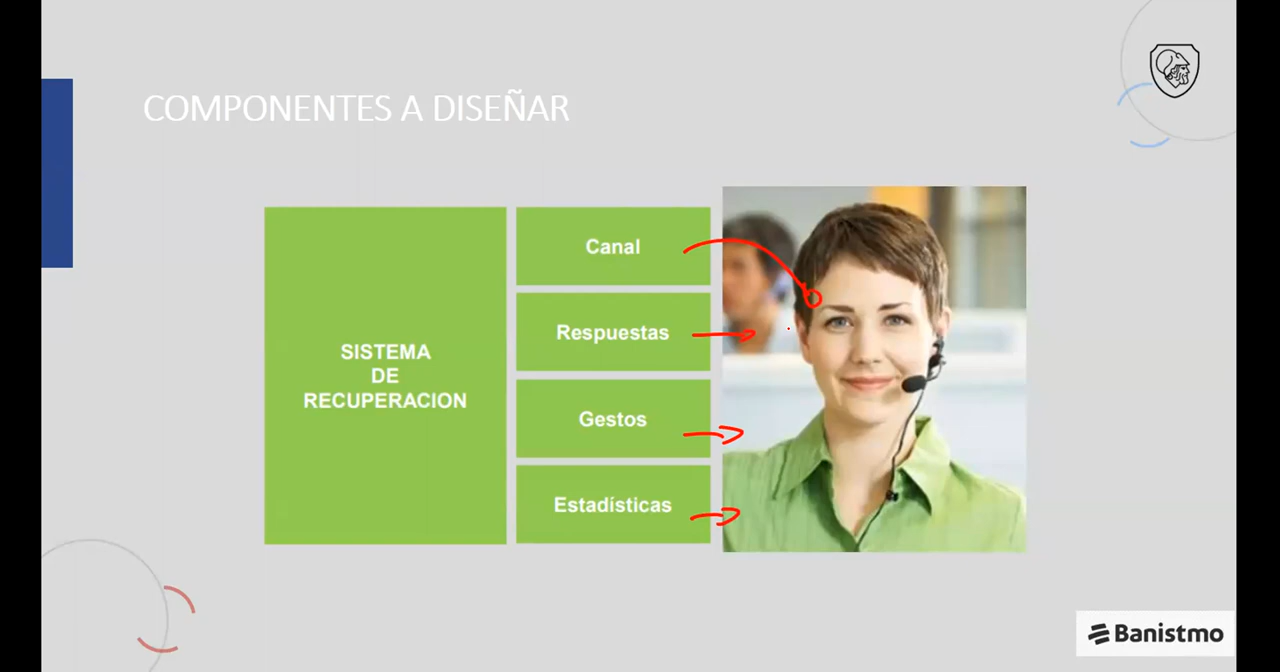 COMPONENTES A DISEÑAR
SISTEMA
DE
RECUPERACION
Canal
Respuestas
Gestos
Estadísticas
Banistmo